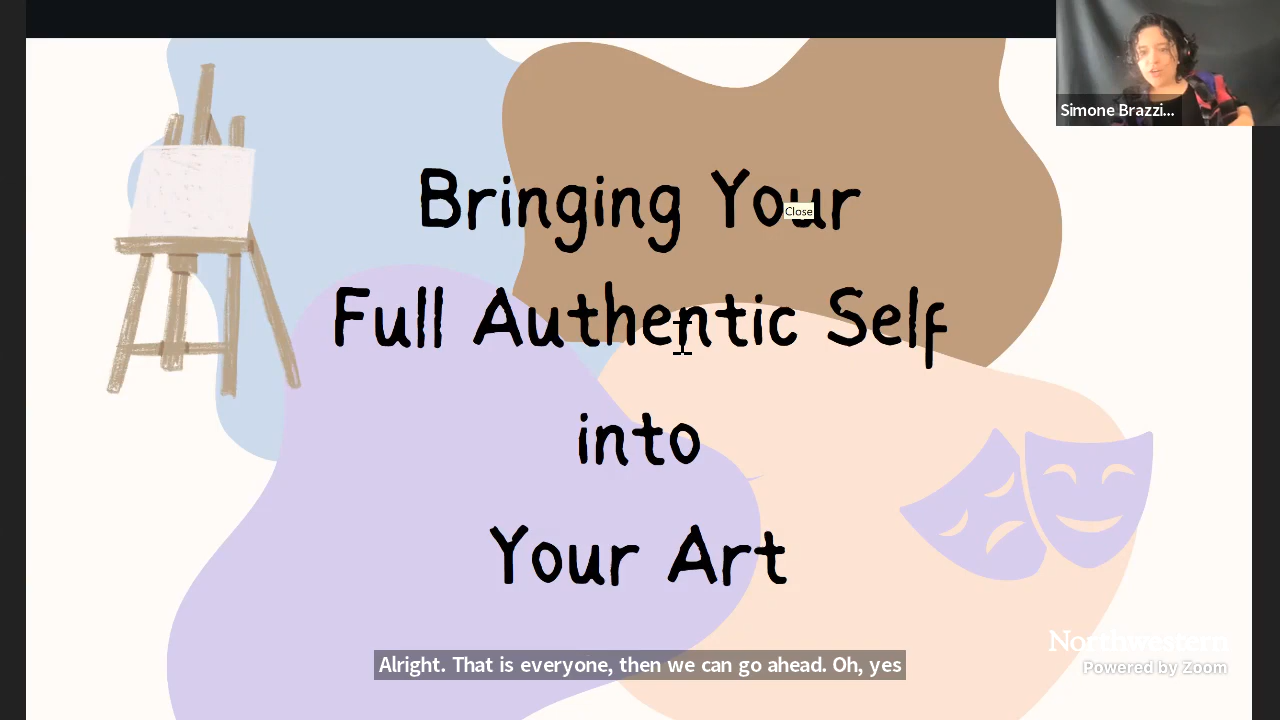 Simone Brazzi...
Bringing Your
Close
Full Authentic Self
into
Your Art
Northwestern
Alright. That is everyone, then we can go ahead. Oh, yes
Powered by Zoom